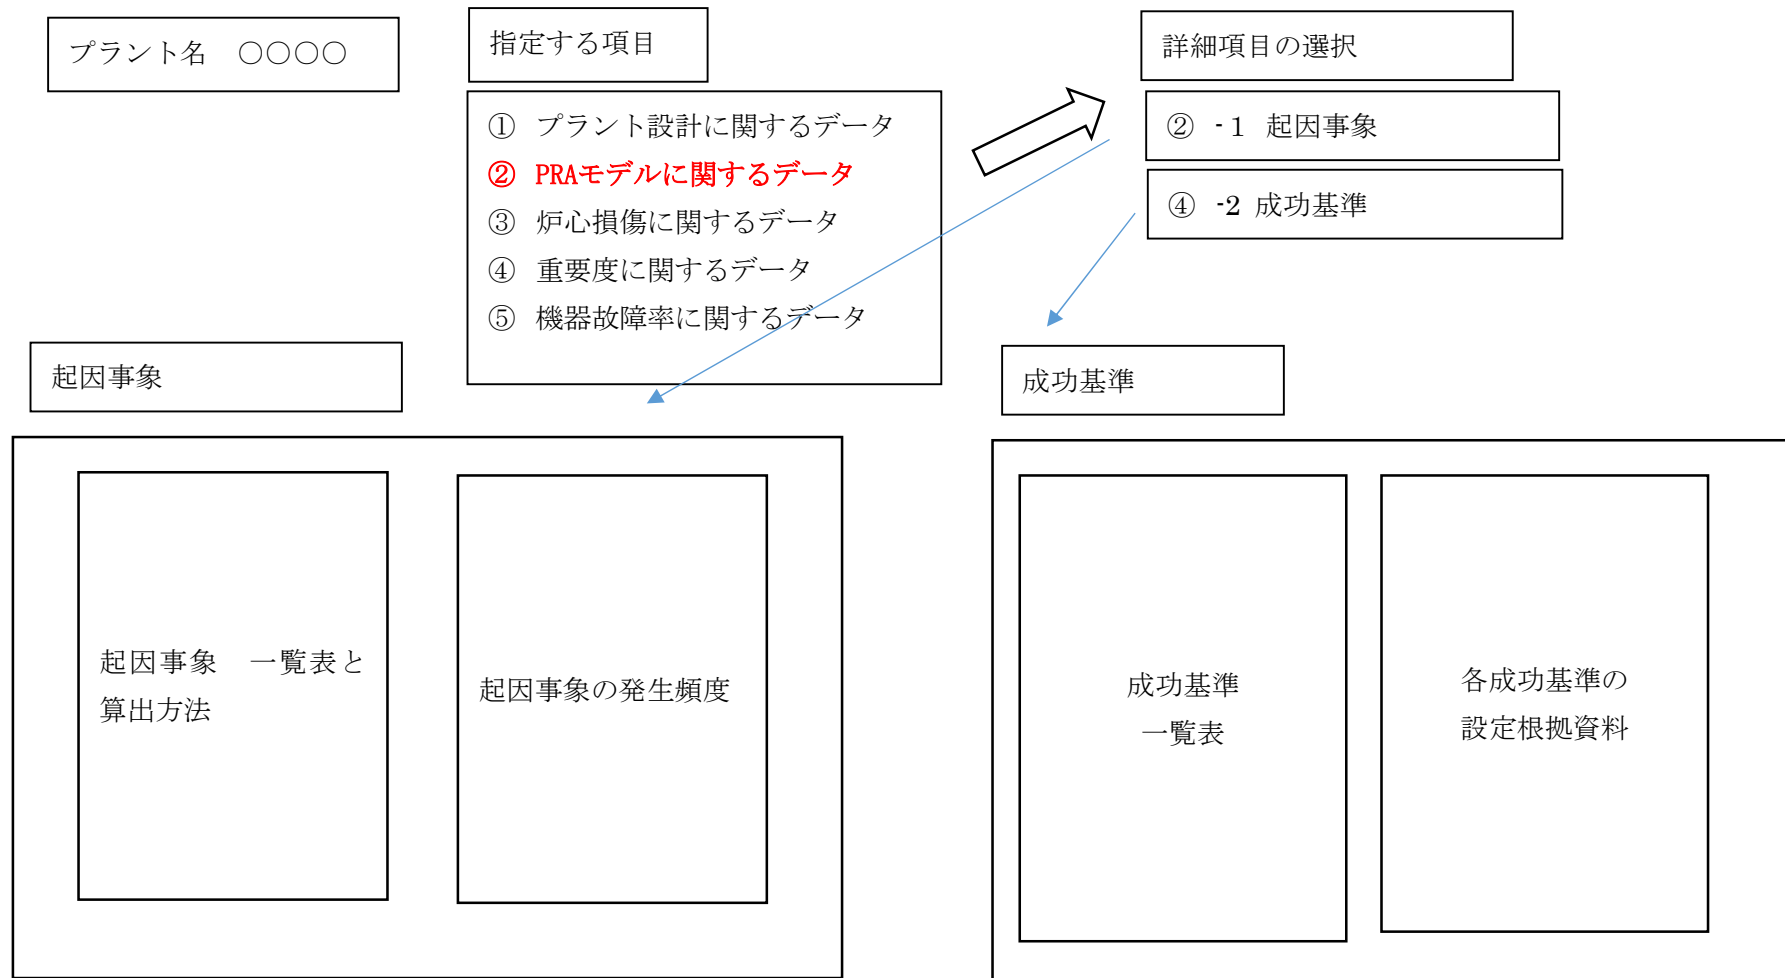 プラント名　○○○○
指定する項目
① プラント設計に関するデータ
② PRAモデルに関するデータ
③ 炉心損傷に関するデータ
④ 重要度に関するデータ
⑤ 機器故障率に関するデータ
詳細項目の選択
② -1 起因事象
④ -2 成功基準
起因事象
起因事象　一覧表と
算出方法
起因事象の発生頻度
成功基準
成功基準
一覧表
各成功基準の
設定根拠資料